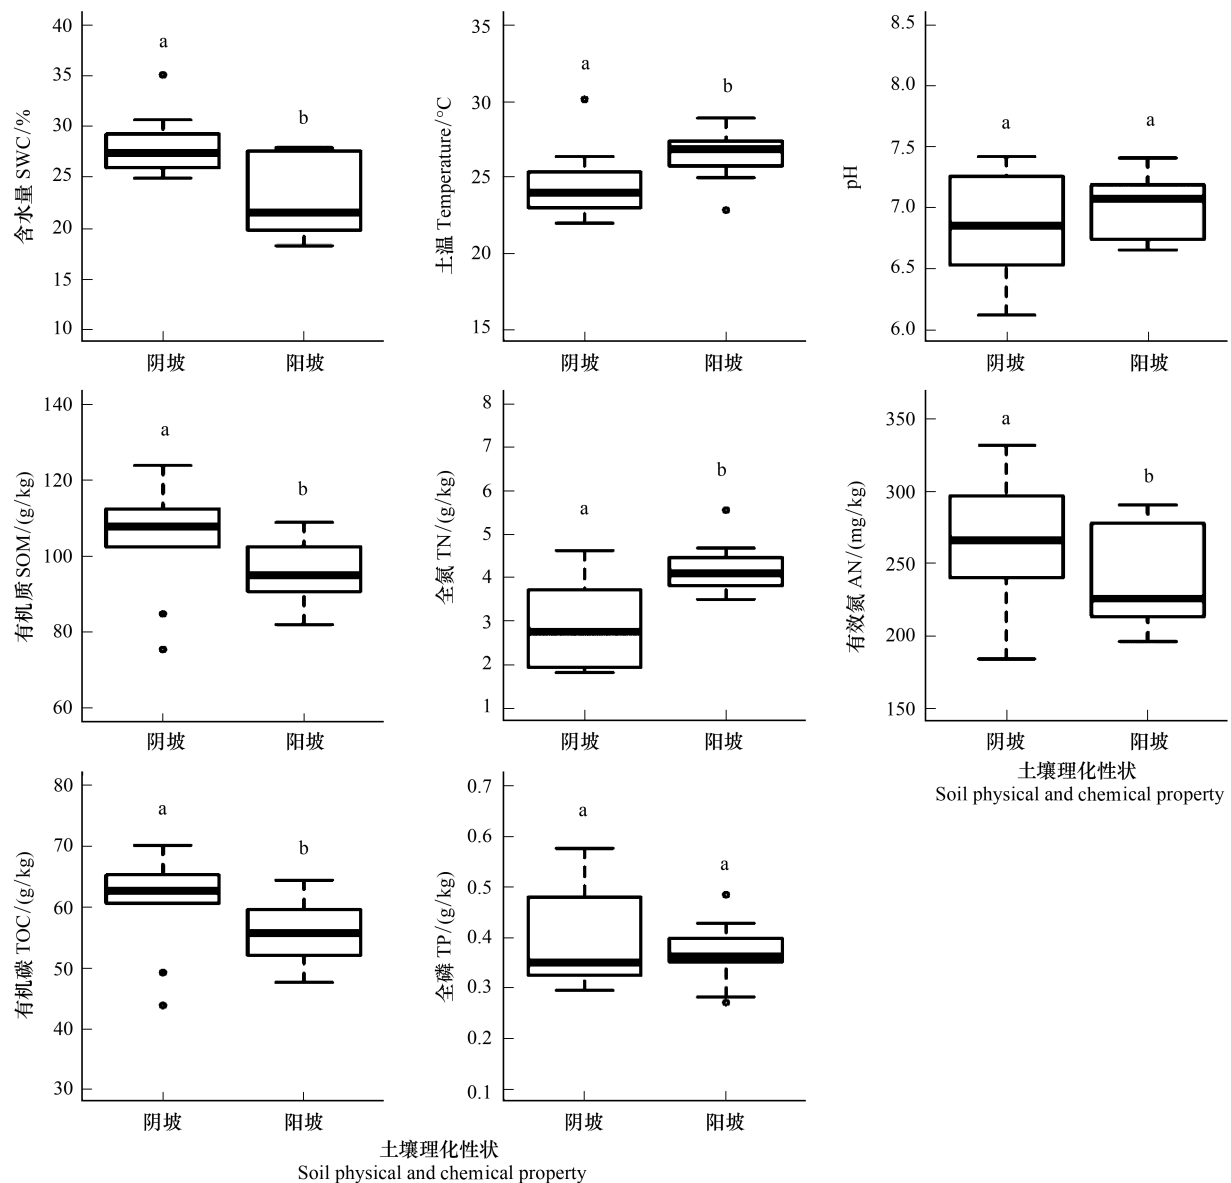 含水量 SWC/%
40
35
30
25
20
15
10
a
b
阴坡
阳坡
土温 Temperature/°C
35
30
25
20
15
a
b
阴坡
阳坡
pH
8.5
8.0
7.5
7.0
6.5
6.0
a
a
阴坡
阳坡
有机质 SOM/(g/kg)
140
120
100
80
60
a
b
阴坡
阳坡
全氮 TN/(g/kg)
8
7
6
5
4
3
2
1
a
b
阴坡
阳坡
有效氮 AN/(mg/kg)
350
300
250
200
150
a
b
阴坡
阳坡
土壤理化性状
Soil physical and chemical property
有机碳 TOC/(g/kg)
80
70
60
50
40
30
a
b
阴坡
阳坡
全磷 TP/(g/kg)
0.7
0.6
0.5
0.4
0.3
0.2
0.1
a
a
阴坡
阳坡
土壤理化性状
Soil physical and chemical property